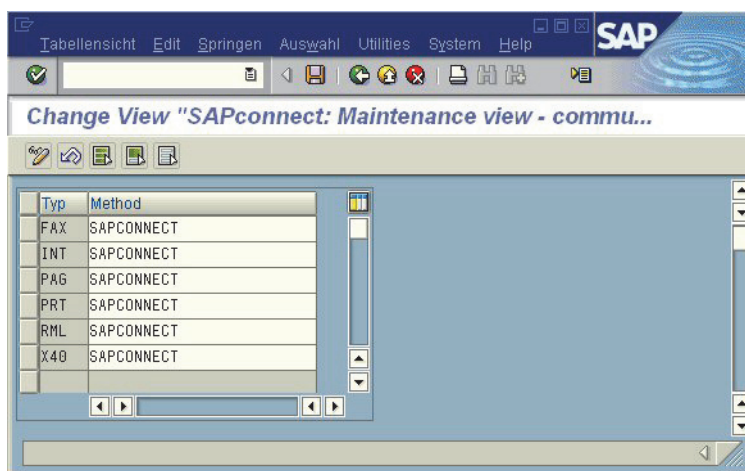 Tabellensicht Edit Springen Auswahl Utilities System Help
SAP
Change View "SAPconnect: Maintenance view - commu...
Typ Method
FAX SAPCONNECT
INT SAPCONNECT
PAG SAPCONNECT
PRT SAPCONNECT
RML SAPCONNECT
X40 SAPCONNECT